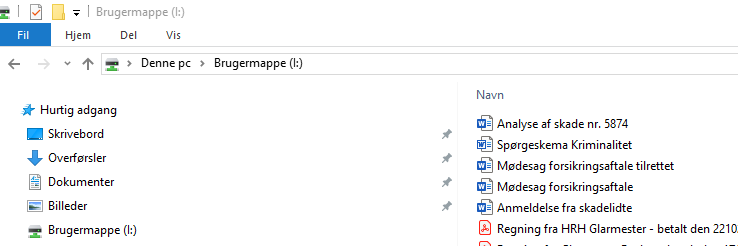 Brugermappe (I:)
Fil Hjem Del Vis
Denne pc Brugermappe (I:)
Hurtig adgang
Skrivebord
Overførsler
Dokumenter
Billeder
Brugermappe (I:)
Navn
Analyse af skade nr. 5874
Spørgeskema Kriminalitet
Mødesag forsikringsaftale tilrettet
Mødesag forsikringsaftale
Anmeldelse fra skadelidte
Regning fra HRH Glarmester - betalt den 2210